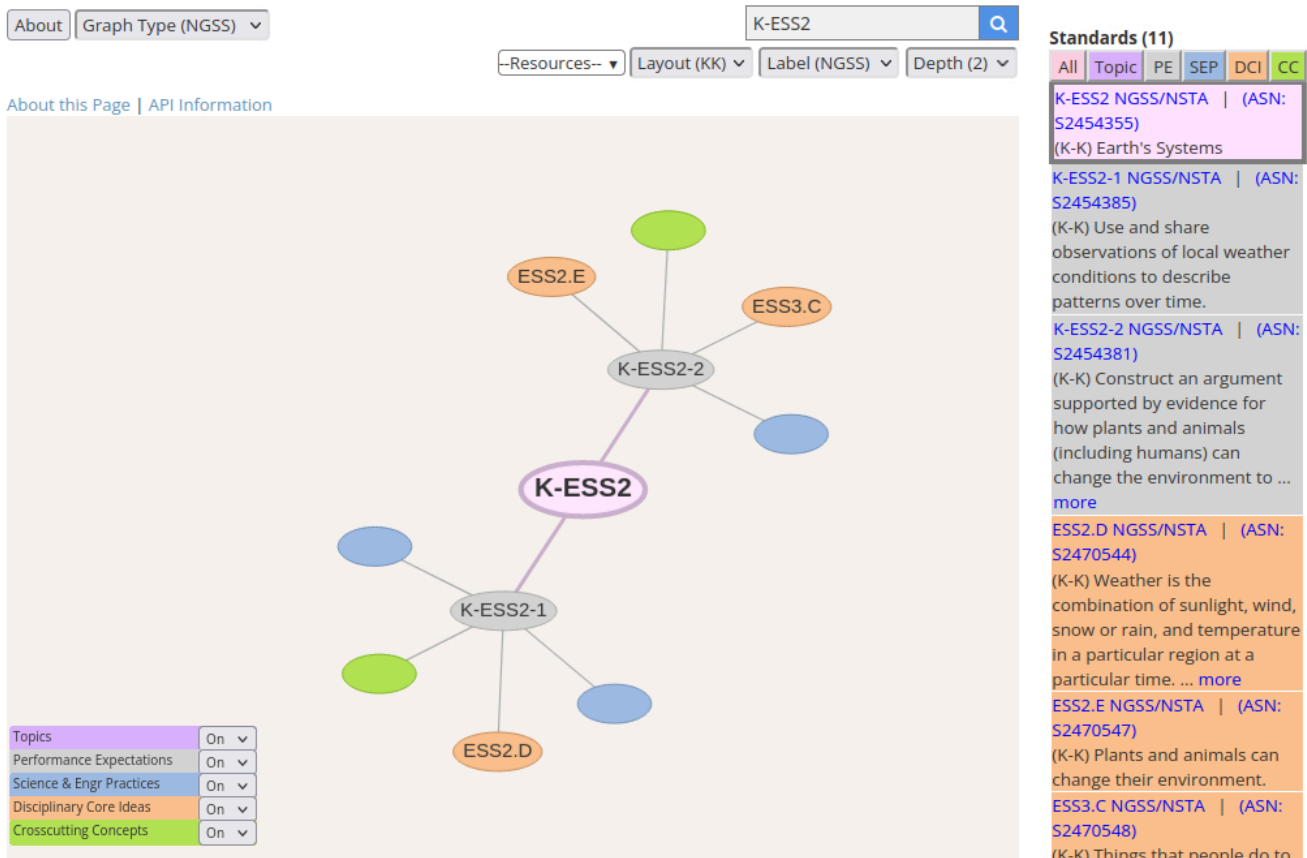 About Graph Type (NGSS)
K-ESS2
--Resources-- Layout (KK) Label (NGSS) Depth (2)
About this Page | API Information
ESS2.E
ESS3.C
K-ESS2-2
K-ESS2
K-ESS2-1
ESS2.D
Topics On
Performance Expectations On
Science & Engr Practices On
Disciplinary Core Ideas On
Crosscutting Concepts On
Standards (11)
All Topic PE SEP DCI CC
K-ESS2 NGSS/NSTA | (ASN:
S2454355)
(K-K) Earth's Systems
K-ESS2-1 NGSS/NSTA | (ASN:
S2454385)
(K-K) Use and share
observations of local weather
conditions to describe
patterns over time.
K-ESS2-2 NGSS/NSTA | (ASN:
S2454381)
(K-K) Construct an argument
supported by evidence for
how plants and animals
(including humans) can
change the environment to ...
more
ESS2.D NGSS/NSTA | (ASN:
S2470544)
(K-K) Weather is the
combination of sunlight, wind,
snow or rain, and temperature
in a particular region at a
particular time. ... more
ESS2.E NGSS/NSTA | (ASN:
S2470547)
(K-K) Plants and animals can
change their environment.
ESS3.C NGSS/NSTA | (ASN:
S2470548)
(K-K) Things that people do to